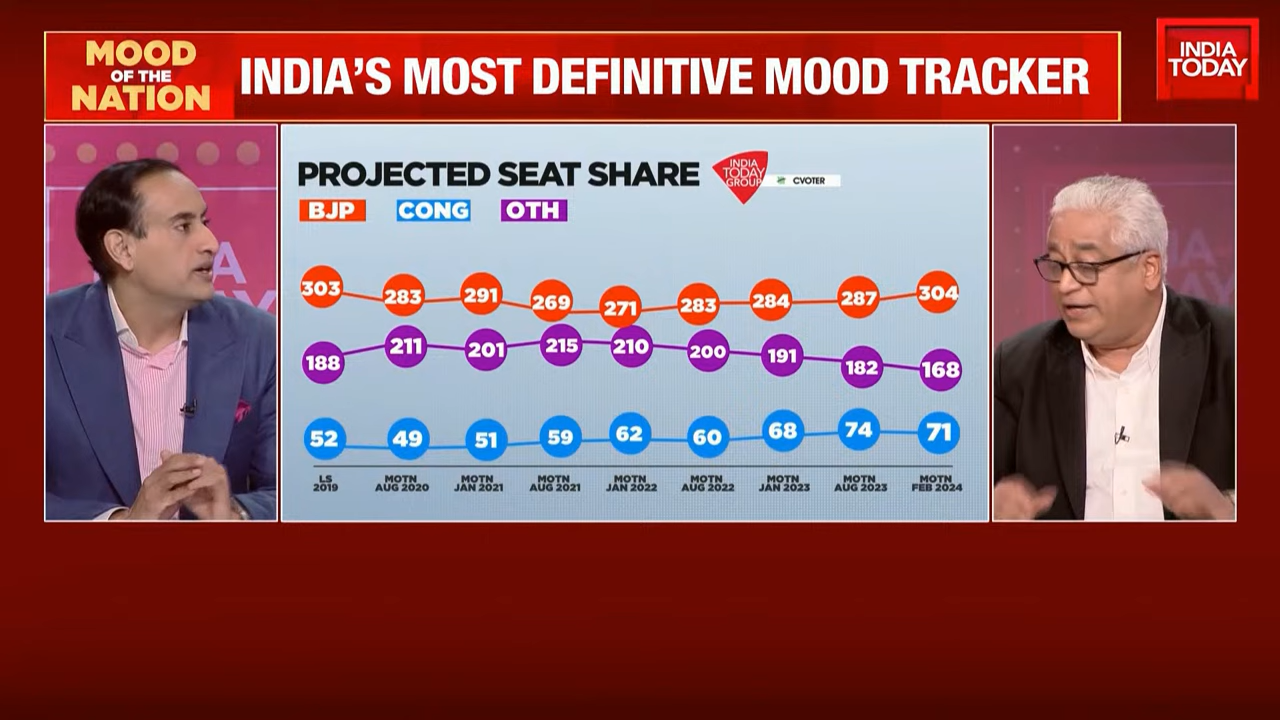 MOOD
OF THE
NATION
INDIA'S MOST DEFINITIVE MOOD TRACKER
INDIA
TODAY
PROJECTED SEAT SHARE
INDIA
TODAY
GROUP
CVOTER
BJP CONG OTH
303 283 291 269 271 283 284 287 304
188 211 201 215 210 200 191 182 168
52 49 51 59 62 60 68 74 71
LS MOTN MOTN MOTN MOTN MOTN MOTN MOTN MOTN
2019 AUG 2020 JAN 2021 AUG 2021 JAN 2022 AUG 2022 JAN 2023 AUG 2023 FEB 2024